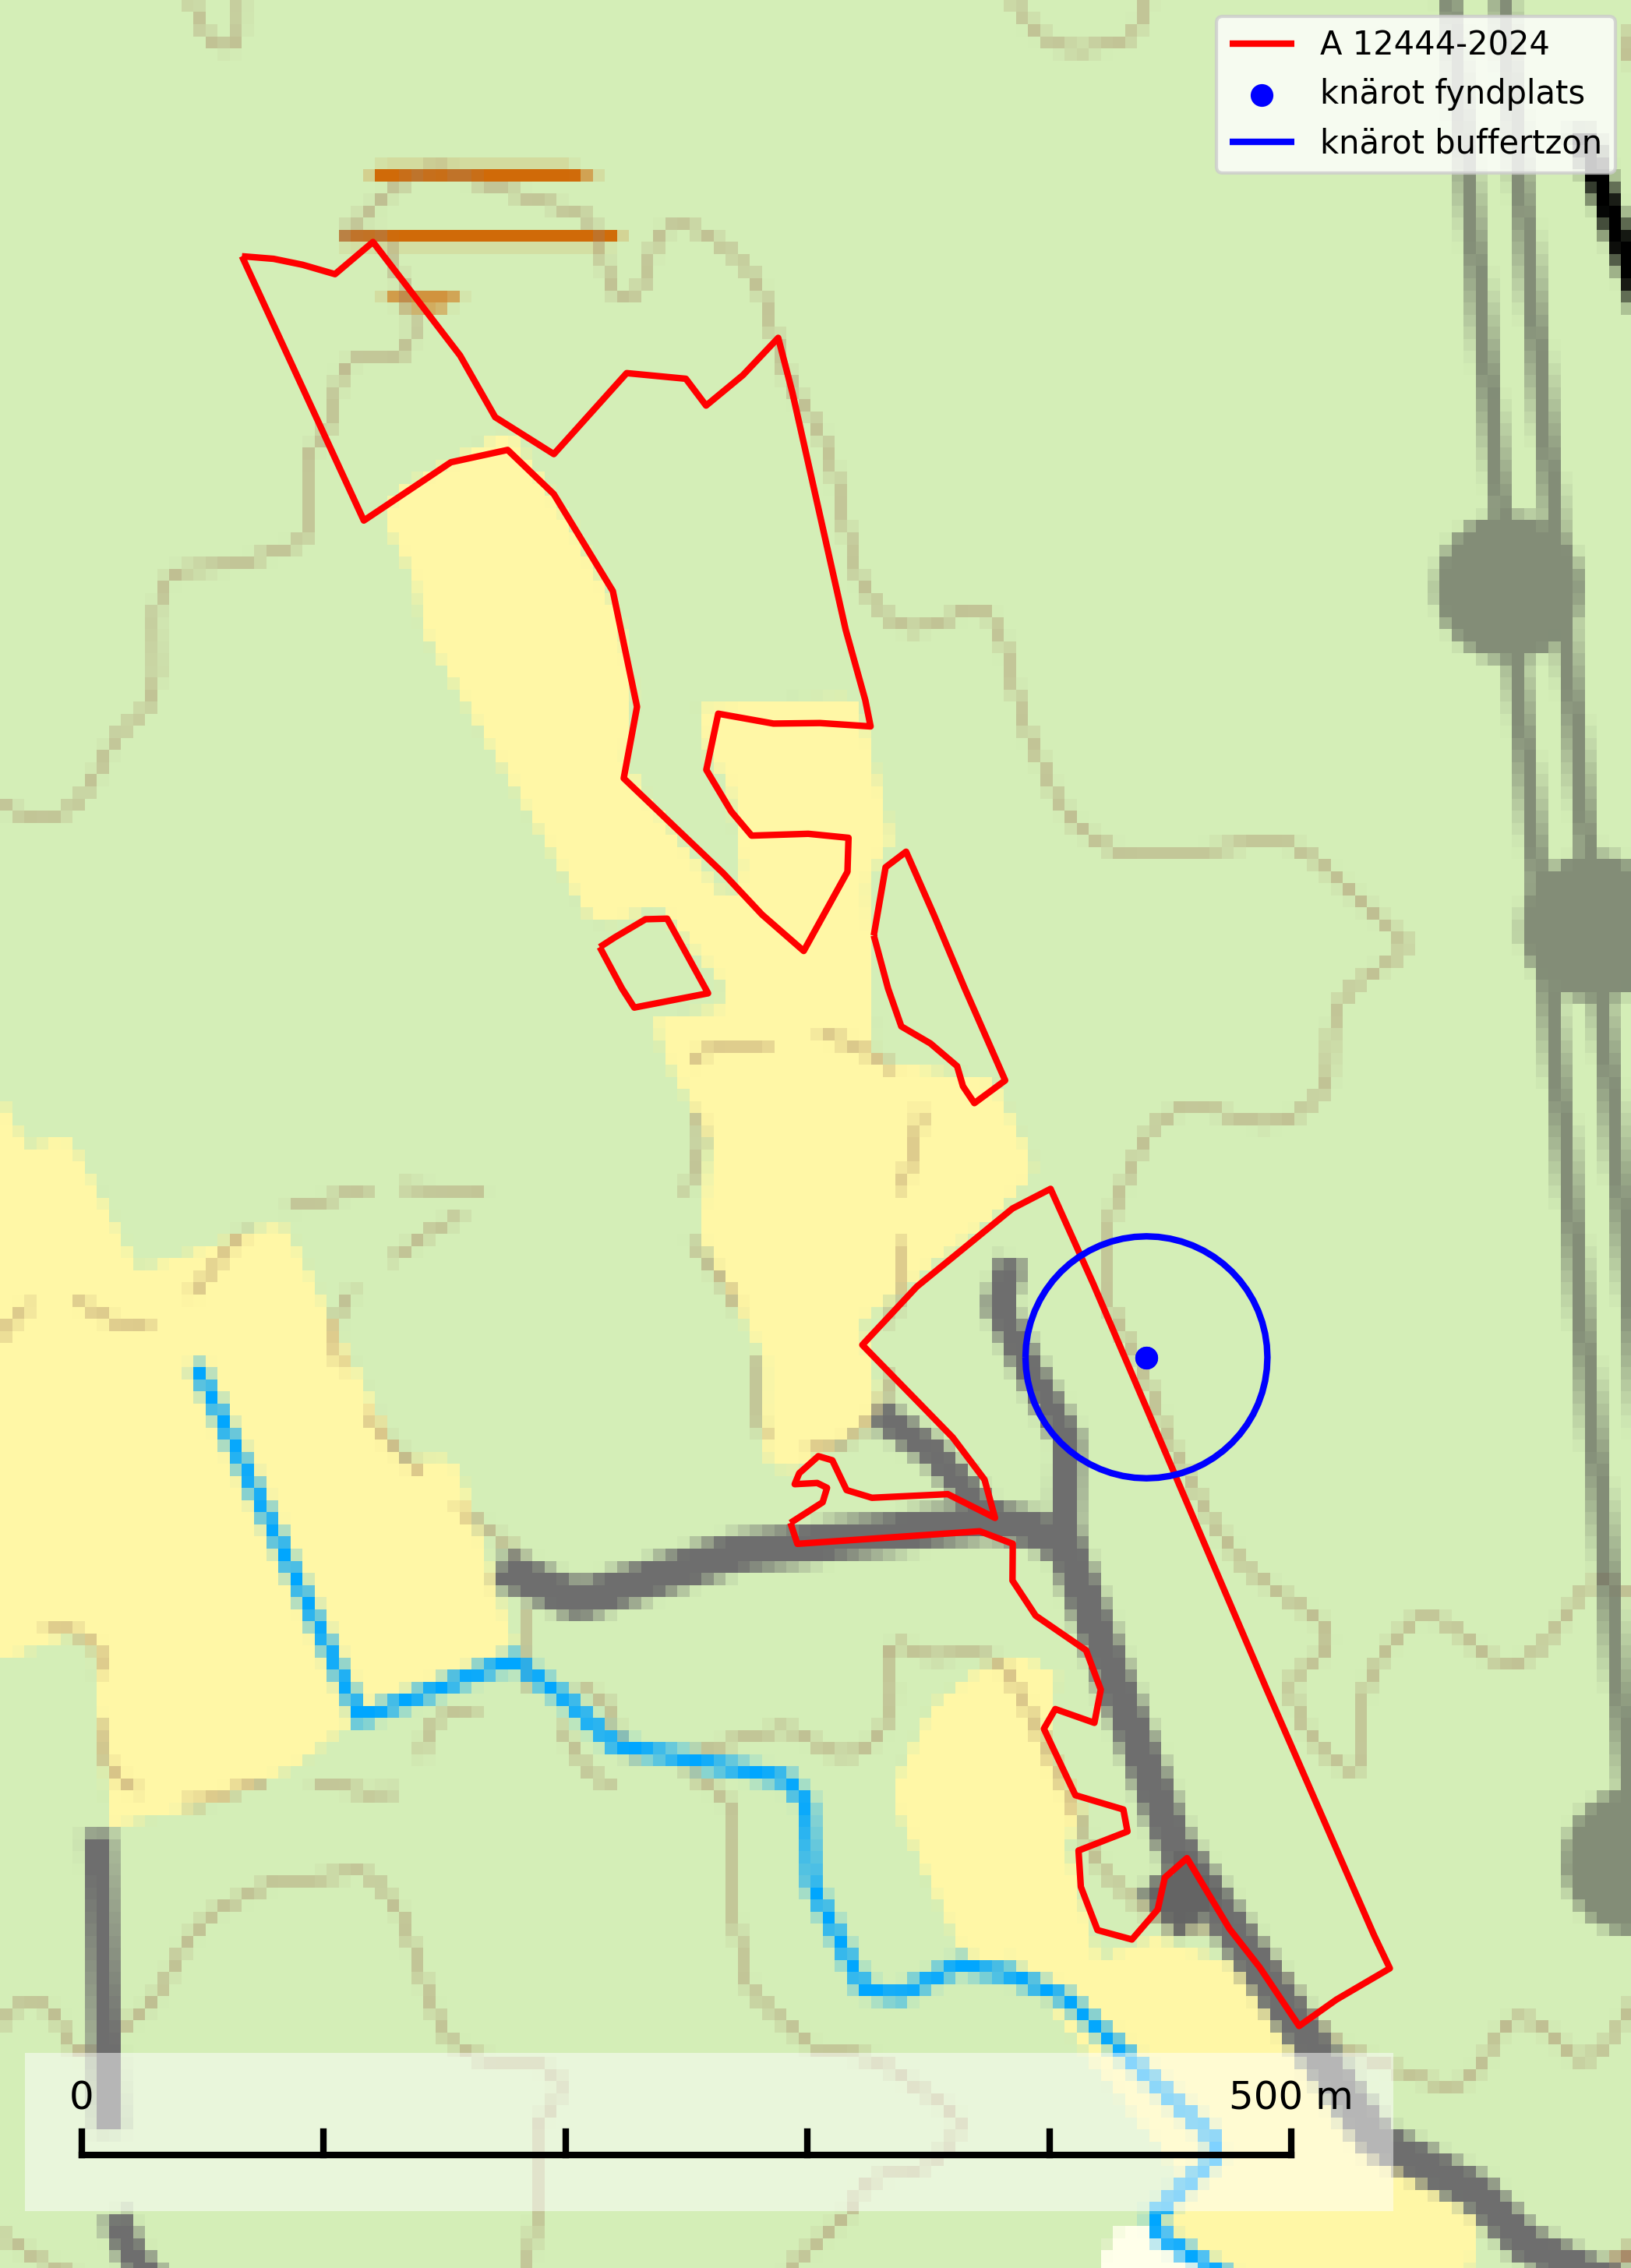 A 12444-2024
knärot fyndplats
knärot buffertzon
0 500 m